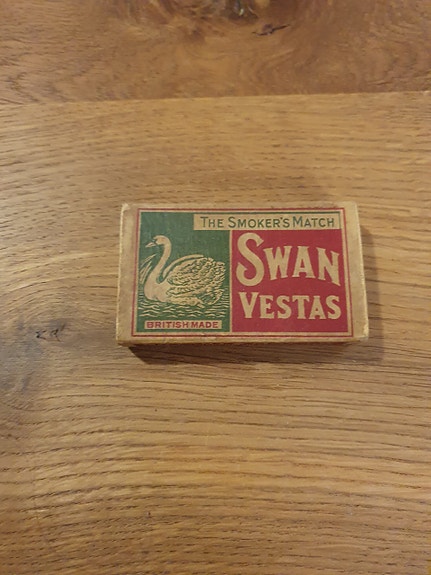 The Smoker's Match
Swan
Vestas
British Made